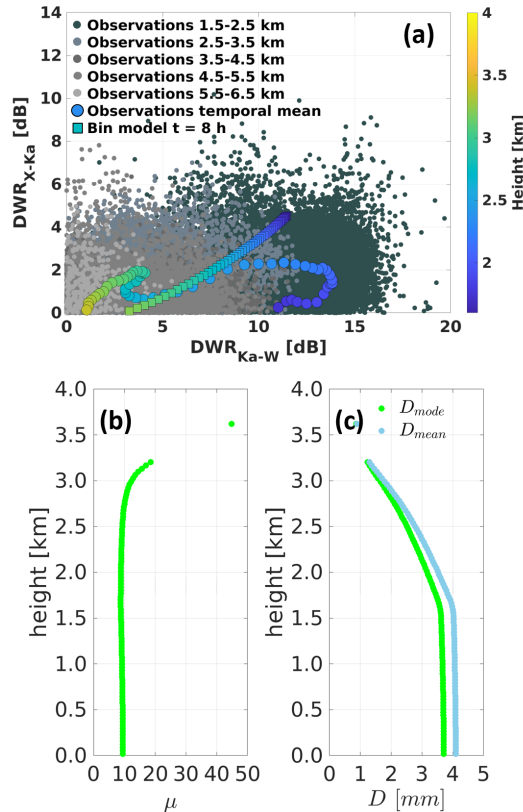 (a)
Observations 1.5-2.5 km
Observations 2.5-3.5 km
Observations 3.5-4.5 km
Observations 4.5-5.5 km
Observations 5.5-6.5 km
Observations temporal mean
Bin model t = 8 h
DWR_X-Ka [dB]
14
12
10
8
6
4
2
0
0 5 10 15 20
DWR_Ka-W [dB]
4
3.5
3
2.5
2
Height [km]
(b)
height [km]
4.0
3.5
3.0
2.5
2.0
1.5
1.0
0.5
0.0
0 10 20 30 40 50
μ
(c)
D_mode
D_mean
height [km]
4.0
3.5
3.0
2.5
2.0
1.5
1.0
0.5
0.0
0 1 2 3 4 5
D [mm]